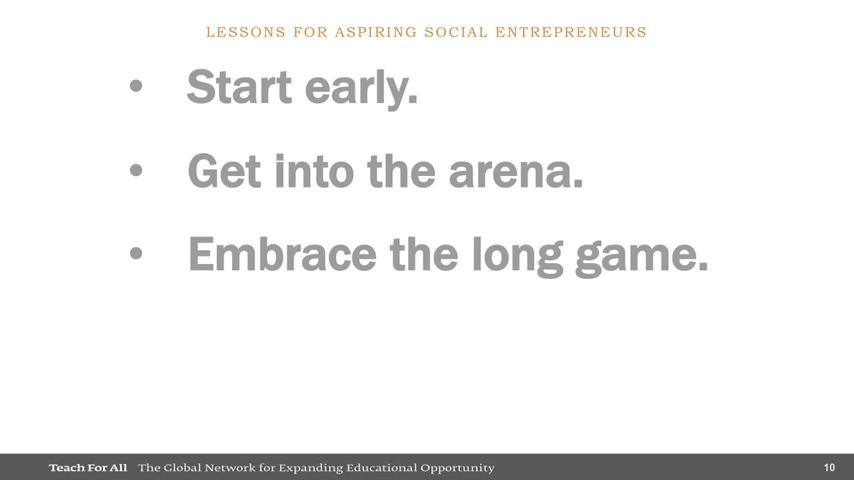 LESSONS FOR ASPIRING SOCIAL ENTREPRENEURS
• Start early.
• Get into the arena.
• Embrace the long game.
Teach For All The Global Network for Expanding Educational Opportunity 10